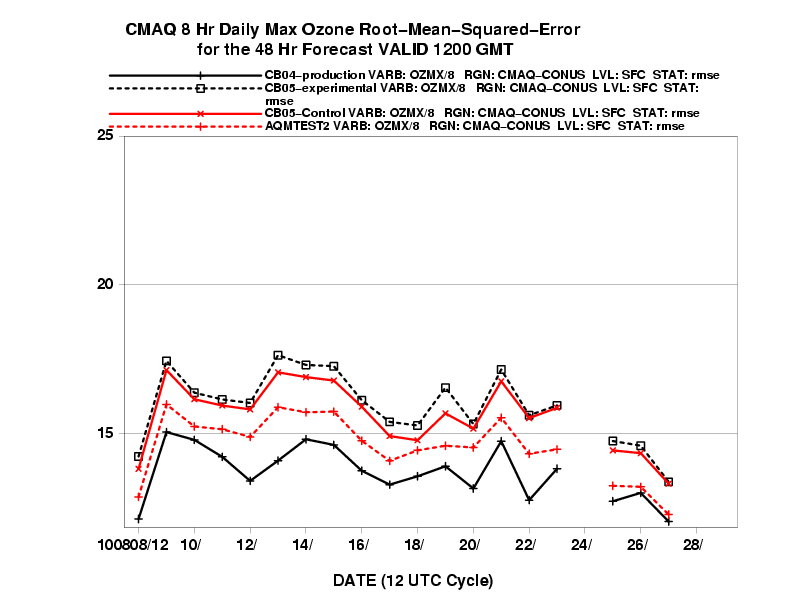 CMAQ 8 Hr Daily Max Ozone Root−Mean−Squared−Error
for the 48 Hr Forecast VALID 1200 GMT
CB04−production VARB: OZMX/8 RGN: CMAQ−CONUS LVL: SFC STAT: rmse
CB05−experimental VARB: OZMX/8 RGN: CMAQ−CONUS LVL: SFC STAT:
rmse
CB05−Control VARB: OZMX/8 RGN: CMAQ−CONUS LVL: SFC STAT: rmse
AQMTEST2 VARB: OZMX/8 RGN: CMAQ−CONUS LVL: SFC STAT: rmse
25
20
15
100808/12 10/ 12/ 14/ 16/ 18/ 20/ 22/ 24/ 26/ 28/
DATE (12 UTC Cycle)